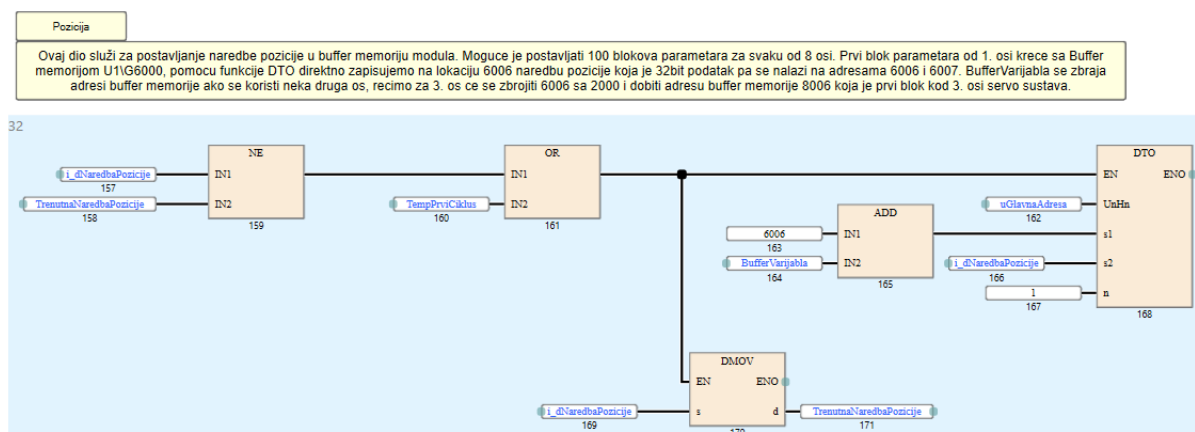 Pozicija
Ovaj dio služi za postavljanje naredbe pozicije u buffer memoriju modula. Moguce je postavljati 100 blokova parametara za svaku od 8 osi. Prvi blok parametara od 1. osi krece sa Buffer
memorijom U1\G6000, pomocu funkcije DTO direktno zapisujemo na lokaciju 6006 naredbu pozicije koja je 32bit podatak pa se nalazi na adresama 6006 i 6007. BufferVarijabla se zbraja
adresi buffer memorije ako se koristi neka druga os, recimo za 3. os ce se zbrojiti 6006 sa 2000 i dobiti adresu buffer memorije 8006 koja je prvi blok kod 3. osi servo sustava.
32
NE
i_dNaredbaPozicije
157
IN1
TrenutnaNaredbaPozicije
158
IN2
159
OR
IN1
TempPrviCiklus
160
IN2
161
DTO
EN
ENO
uGlavnaAdresa
162
UnHn
ADD
6006
163
IN1
s1
BufferVarijabla
164
IN2
165
i_dNaredbaPozicije
166
s2
1
167
n
168
DMOV
EN
ENO
i_dNaredbaPozicije
169
s
d
TrenutnaNaredbaPozicije
171
170